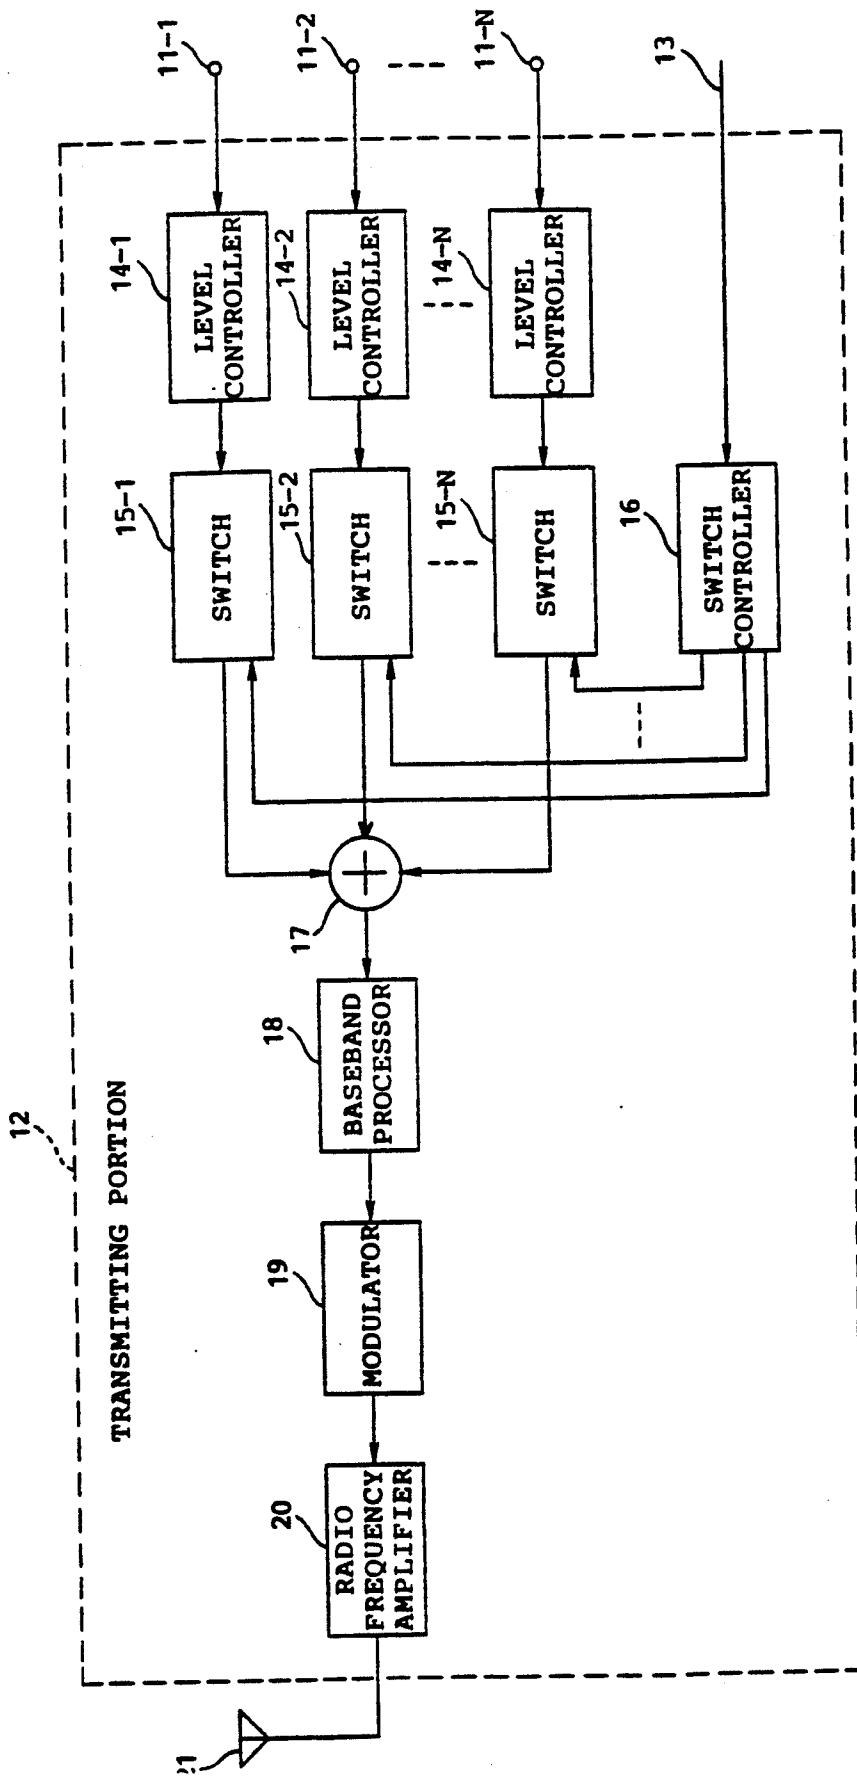 12
TRANSMITTING PORTION
11-1
11-2
11-N
13
14-1
LEVEL
CONTROLLER
14-2
LEVEL
CONTROLLER
14-N
LEVEL
CONTROLLER
15-1
SWITCH
15-2
SWITCH
15-N
SWITCH
16
SWITCH
CONTROLLER
17
18
BASEBAND
PROCESSOR
19
MODULATOR
20
RADIO
FREQUENCY
AMPLIFIER
21